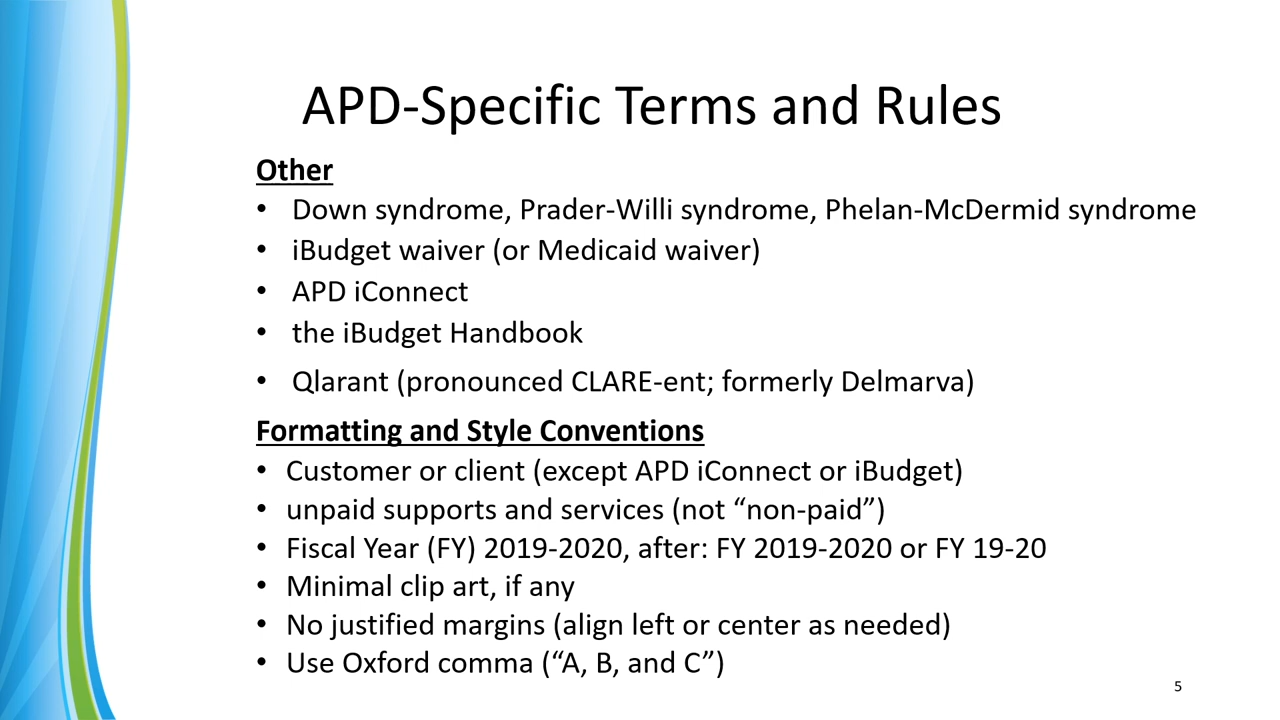 APD-Specific Terms and Rules
Other
• Down syndrome, Prader-Willi syndrome, Phelan-McDermid syndrome
• iBudget waiver (or Medicaid waiver)
• APD iConnect
• the iBudget Handbook
• Qlarant (pronounced CLARE-ent; formerly Delmarva)
Formatting and Style Conventions
• Customer or client (except APD iConnect or iBudget)
• unpaid supports and services (not “non-paid”)
• Fiscal Year (FY) 2019-2020, after: FY 2019-2020 or FY 19-20
• Minimal clip art, if any
• No justified margins (align left or center as needed)
• Use Oxford comma (“A, B, and C”)
5